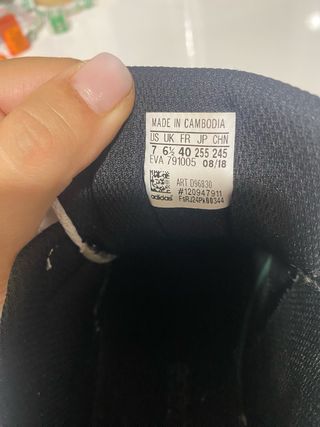 MADE IN CAMBODIA
US UK FR JP CHN
7 6½ 40 255 245
EVA 791005 08/18
ART D96830
#120947911
adidas FsRJ24PkB0344